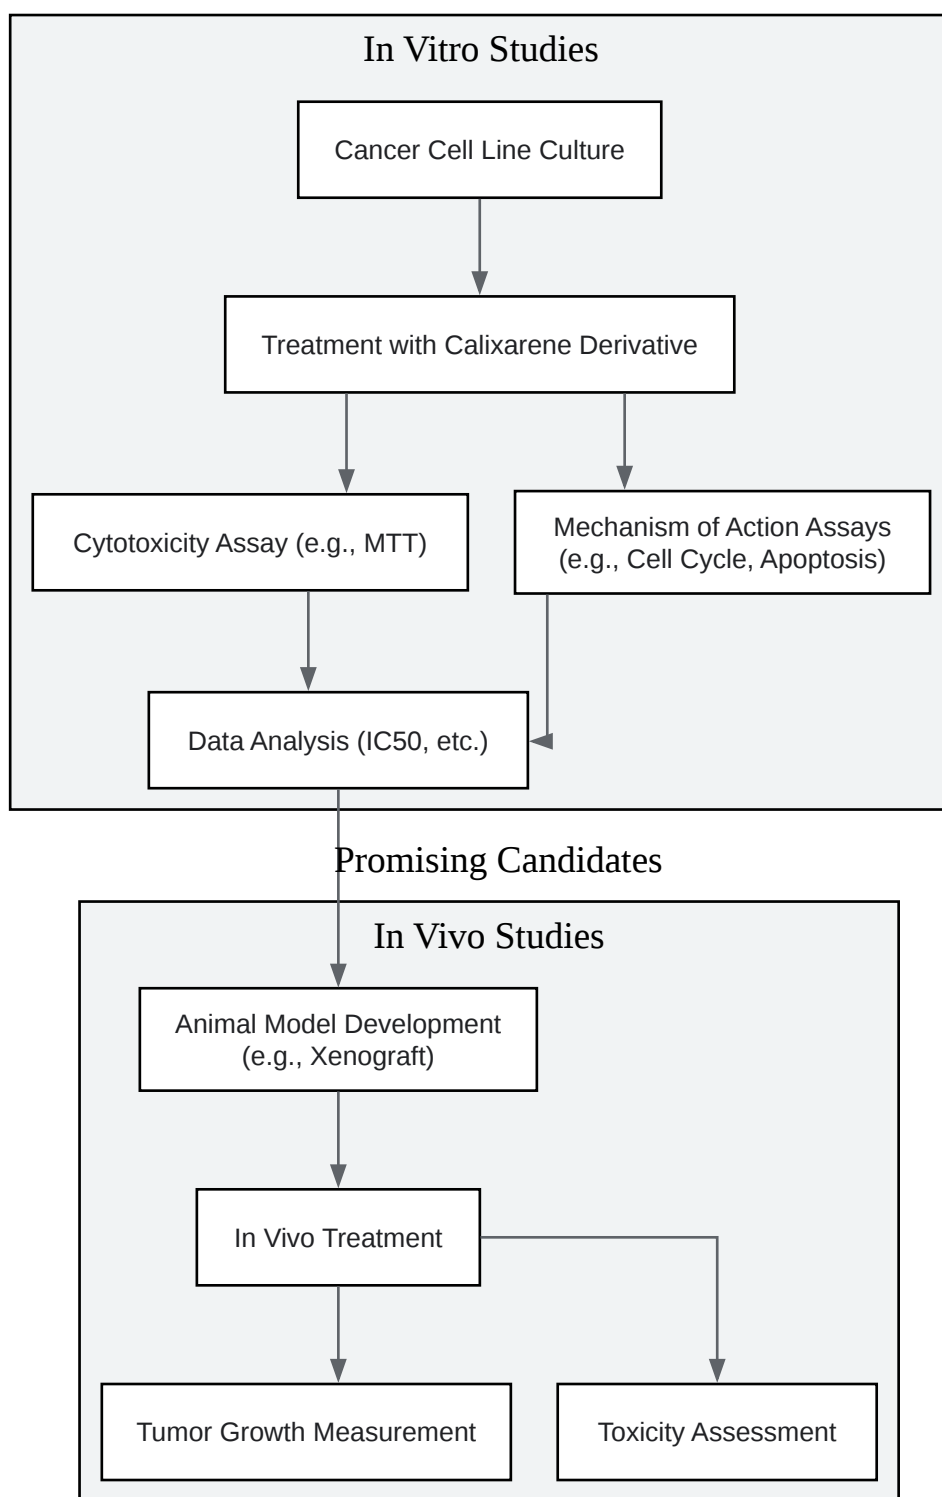 In Vitro Studies
Cancer Cell Line Culture
Treatment with Calixarene Derivative
Cytotoxicity Assay (e.g., MTT)
Mechanism of Action Assays
(e.g., Cell Cycle, Apoptosis)
Data Analysis (IC50, etc.)
Promising Candidates
In Vivo Studies
Animal Model Development
(e.g., Xenograft)
In Vivo Treatment
Tumor Growth Measurement
Toxicity Assessment